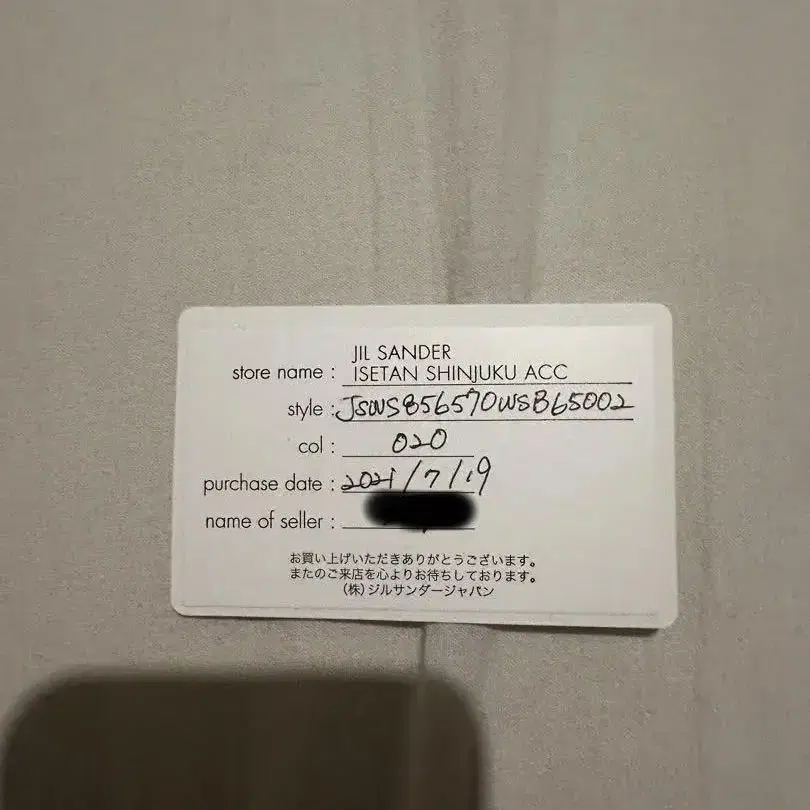 JIL SANDER
store name : ISETAN SHINJUKU ACC
style : JSWS856570WSB65002
col : 020
purchase date : 2021/7/19
name of seller :
お買い上げいただきありがとうございます。
またのご来店を心よりお待ちしております。
（株）ジルサンダージャパン